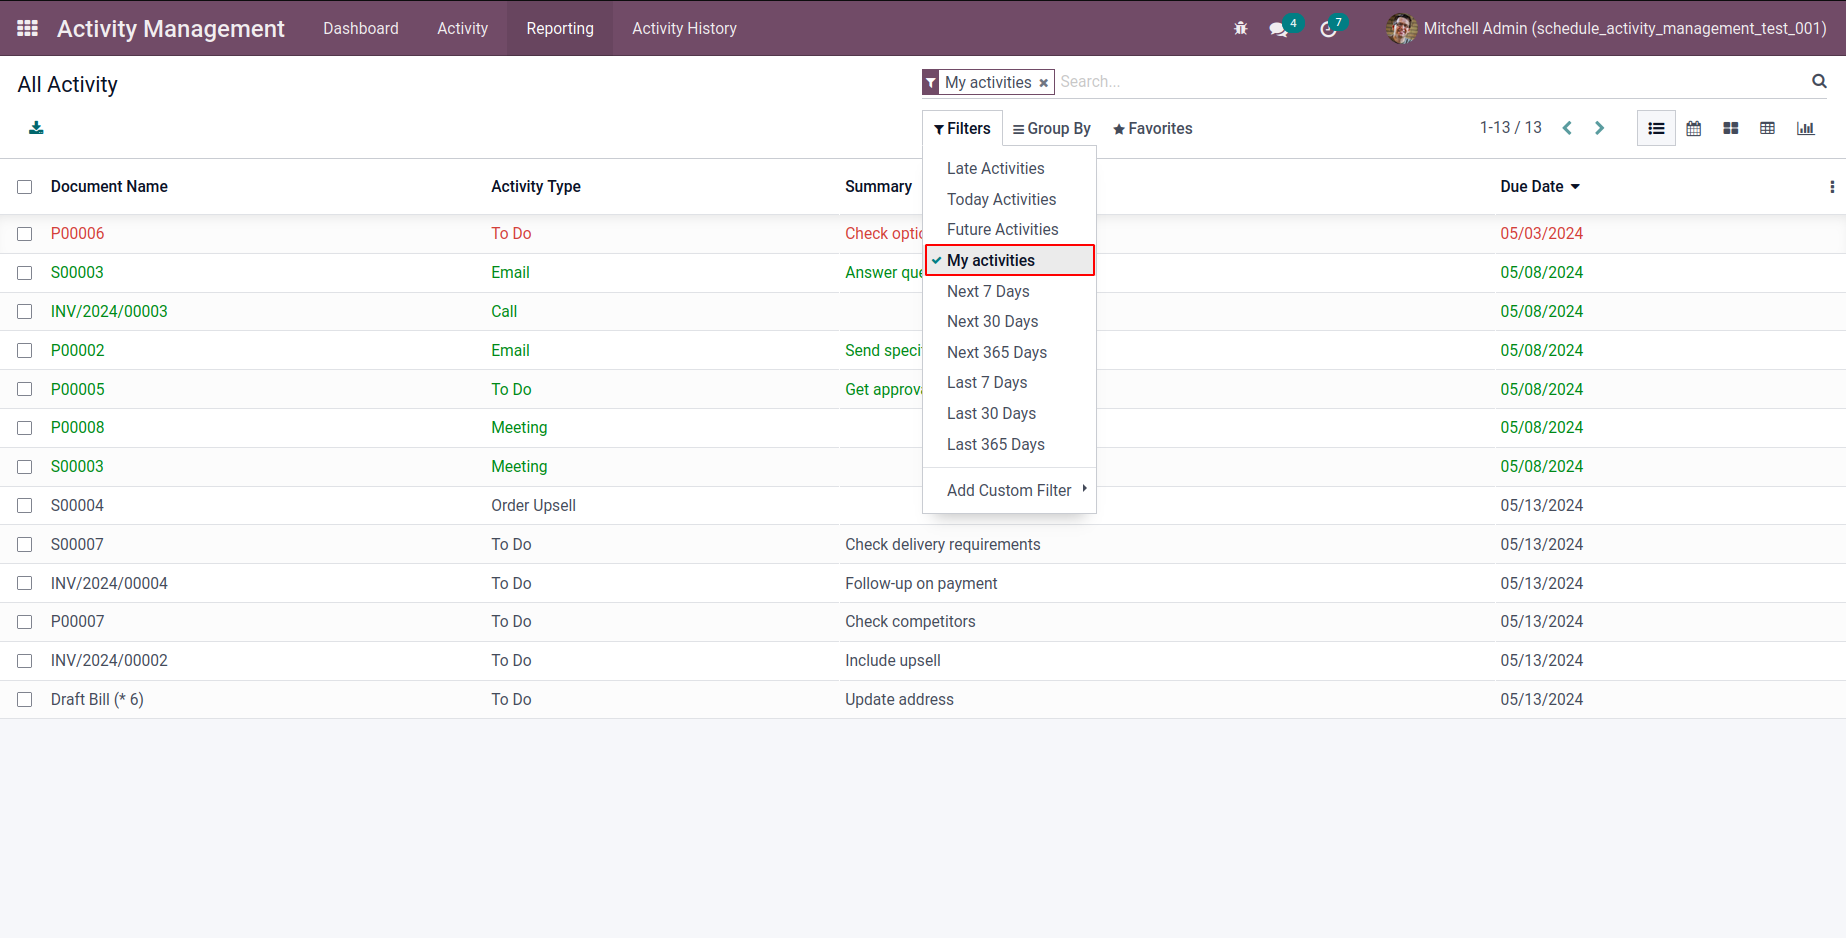 Activity Management Dashboard Activity Reporting Activity History 4 7 Mitchell Admin (schedule_activity_management_test_001)
All Activity My activities Search...
Filters Group By Favorites 1-13 / 13
Late Activities
Today Activities
Future Activities
My activities
Next 7 Days
Next 30 Days
Next 365 Days
Last 7 Days
Last 30 Days
Last 365 Days
Add Custom Filter
Document Name Activity Type Summary Due Date
P00006 To Do Check 05/03/2024
S00003 Email Answer 05/08/2024
INV/2024/00003 Call 05/08/2024
P00002 Email Send 05/08/2024
P00005 To Do Get 05/08/2024
P00008 Meeting 05/08/2024
S00003 Meeting 05/08/2024
S00004 Order Upsell 05/13/2024
S00007 To Do Check delivery requirements 05/13/2024
INV/2024/00004 To Do Follow-up on payment 05/13/2024
P00007 To Do Check competitors 05/13/2024
INV/2024/00002 To Do Include upsell 05/13/2024
Draft Bill (* 6) To Do Update address 05/13/2024